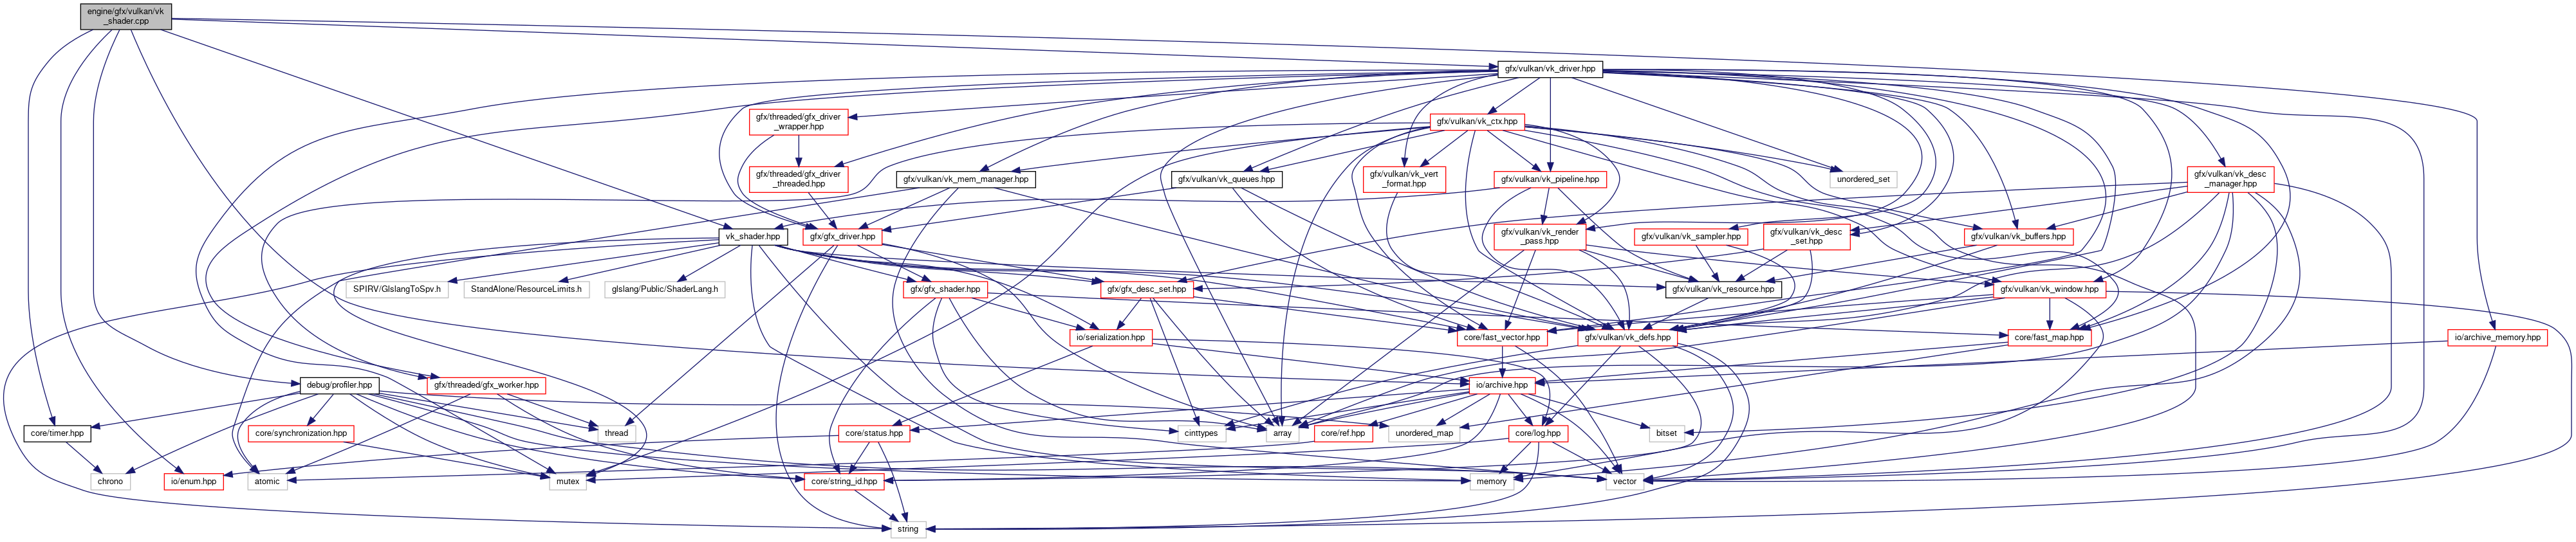 engine/gfx/vulkan/vk
_shader.cpp
gfx/vulkan/vk_driver.hpp
gfx/threaded/gfx_driver
_wrapper.hpp
gfx/vulkan/vk_ctx.hpp
gfx/threaded/gfx_driver
_threaded.hpp
gfx/vulkan/vk_mem_manager.hpp
gfx/vulkan/vk_queues.hpp
gfx/vulkan/vk_vert
_format.hpp
gfx/vulkan/vk_pipeline.hpp
unordered_set
gfx/vulkan/vk_desc
_manager.hpp
vk_shader.hpp
gfx/gfx_driver.hpp
gfx/vulkan/vk_render
_pass.hpp
gfx/vulkan/vk_sampler.hpp
gfx/vulkan/vk_desc
_set.hpp
gfx/vulkan/vk_buffers.hpp
SPIRV/GlslangToSpv.h
StandAlone/ResourceLimits.h
glslang/Public/ShaderLang.h
gfx/gfx_shader.hpp
gfx/gfx_desc_set.hpp
gfx/vulkan/vk_resource.hpp
gfx/vulkan/vk_window.hpp
io/serialization.hpp
core/fast_vector.hpp
gfx/vulkan/vk_defs.hpp
core/fast_map.hpp
io/archive_memory.hpp
debug/profiler.hpp
gfx/threaded/gfx_worker.hpp
io/archive.hpp
core/timer.hpp
core/synchronization.hpp
thread
core/status.hpp
cinttypes
array
core/ref.hpp
unordered_map
core/log.hpp
bitset
chrono
io/enum.hpp
atomic
mutex
core/string_id.hpp
memory
vector
string